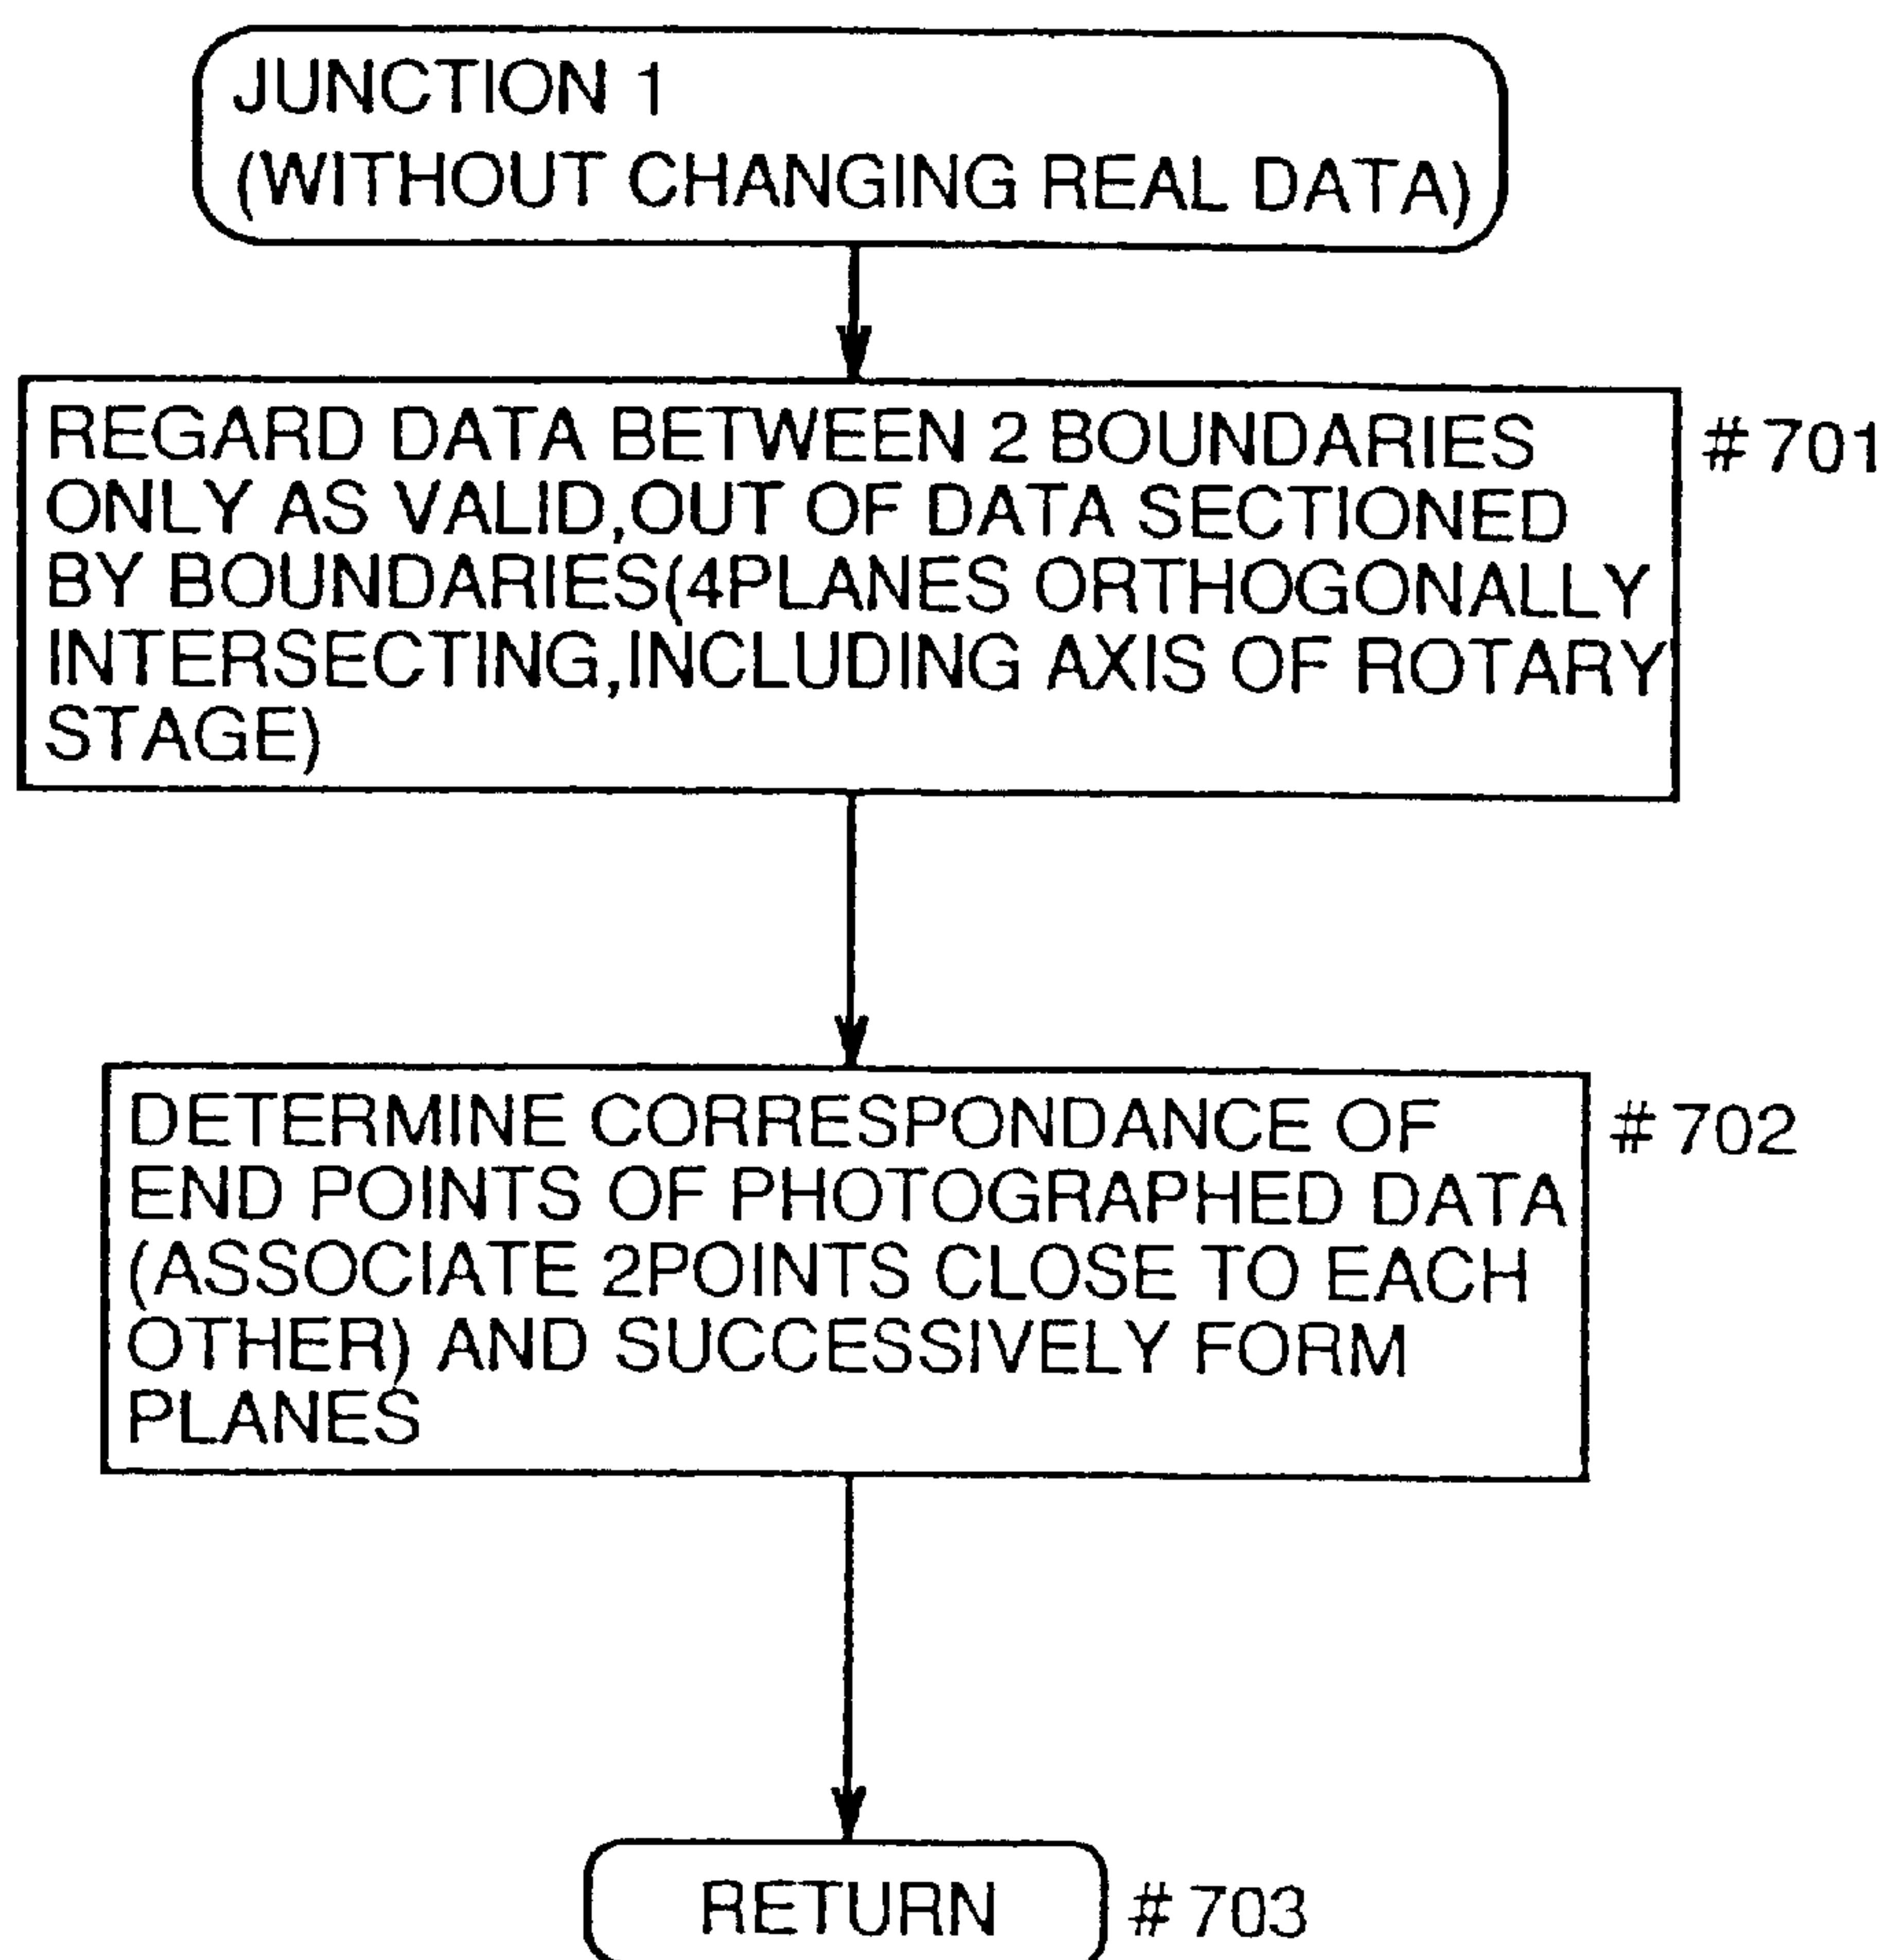 JUNCTION 1
(WITHOUT CHANGING REAL DATA)
REGARD DATA BETWEEN 2 BOUNDARIES
ONLY AS VALID,OUT OF DATA SECTIONED
BY BOUNDARIES(4PLANES ORTHOGONALLY
INTERSECTING,INCLUDING AXIS OF ROTARY
STAGE)
#701
DETERMINE CORRESPONDANCE OF
END POINTS OF PHOTOGRAPHED DATA
(ASSOCIATE 2POINTS CLOSE TO EACH
OTHER) AND SUCCESSIVELY FORM
PLANES
#702
RETURN
#703